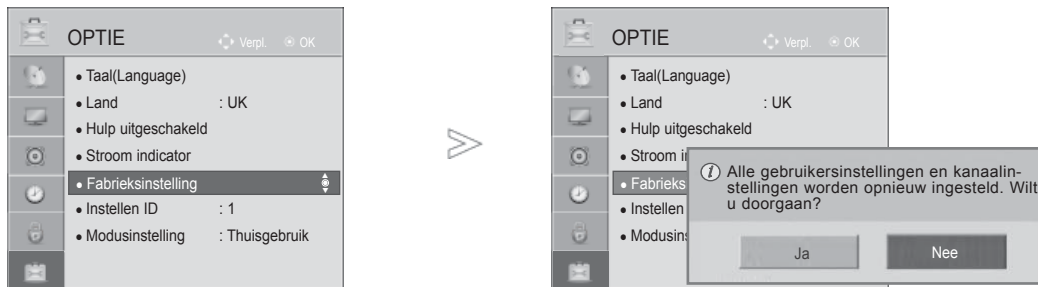 OPTIE Verpl. OK
• Taal(Language)
• Land : UK
• Hulp uitgeschakeld
• Stroom indicator
• Fabrieksinstelling
• Instellen ID : 1
• Modusinstelling : Thuisgebruik
OPTIE Verpl. OK
• Taal(Language)
• Land : UK
• Hulp uitgeschakeld
• Stroom i
• Fabrieks
• Instellen
• Modusins
Alle gebruikersinstellingen en kanaalin-
stellingen worden opnieuw ingesteld. Wilt
u doorgaan?
Ja Nee